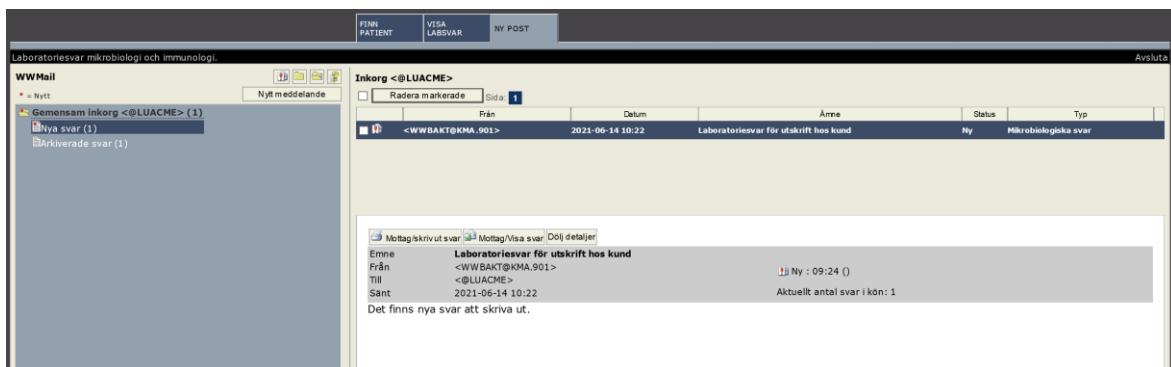 FINN PATIENT
VISA LABSVAR
NY POST
Laboratoriesvar mikrobiologi och immunologi.
Avsluta
WWMail
* = Nytt
Nytt meddelande
Gemensam inkorg <@LUACME> (1)
Nya svar (1)
Arkiverade svar (1)
Inkorg <@LUACME>
Radera markerade Sida: 1
Från Datum Ämne Status Typ
<WWBAKT@KMA.901> 2021-06-14 10:22 Laboratoriesvar för utskrift hos kund Ny Mikrobiologiska svar
Mottag/skriv ut svar Mottag/Visa svar Dölj detaljer
Emne Laboratoriesvar för utskrift hos kund
Från <WWBAKT@KMA.901> Ny : 09:24 ()
Till <@LUACME>
Sänt 2021-06-14 10:22 Aktuellt antal svar i kön: 1
Det finns nya svar att skriva ut.